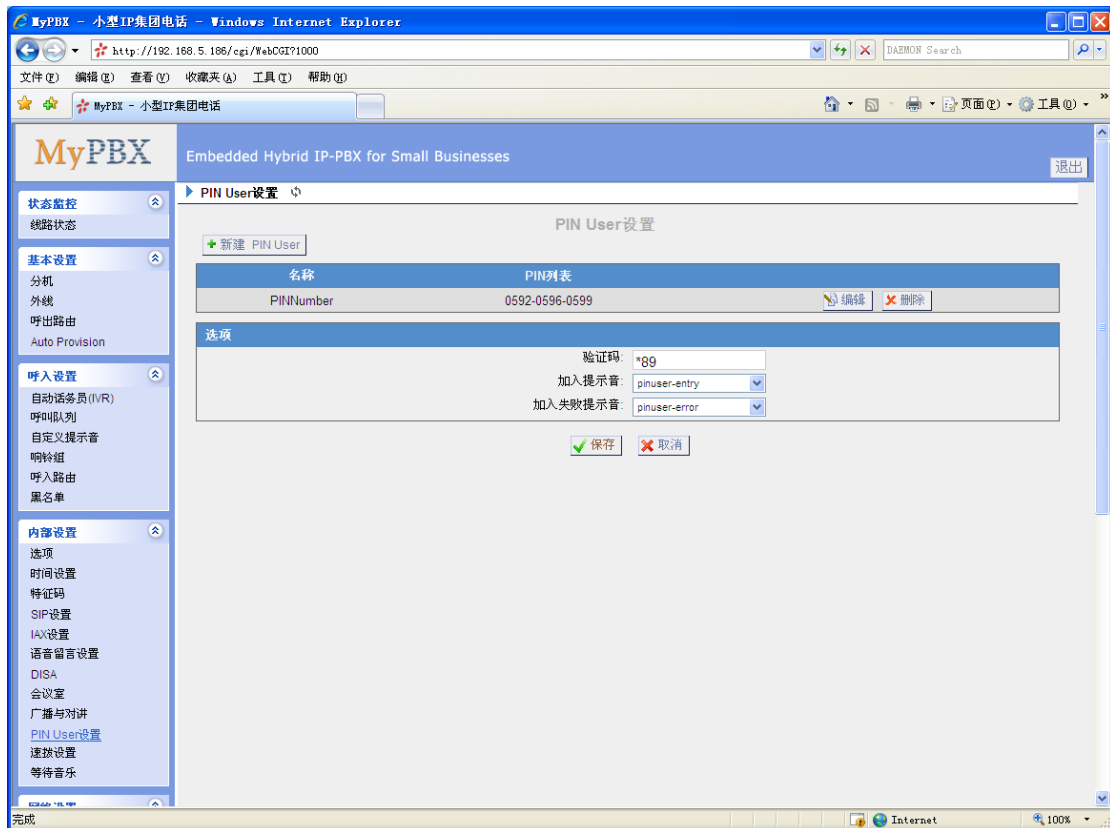 MyPBX - 小型IP集团电话 - Windows Internet Explorer
http://192.168.5.186/cgi/WebCGI?1000
DAEMON Search
文件(F) 编辑(E) 查看(V) 收藏夹(A) 工具(T) 帮助(H)
MyPBX - 小型IP集团电话
页面(P) 工具(O)
MyPBX
Embedded Hybrid IP-PBX for Small Businesses
退出
状态监控
线路状态
基本设置
分机
外线
呼出路由
Auto Provision
呼入设置
自动话务员(IVR)
呼叫队列
自定义提示音
响铃组
呼入路由
黑名单
内部设置
选项
时间设置
特征码
SIP设置
IAX设置
语音留言设置
DISA
会议室
广播与对讲
PIN User设置
速拨设置
等待音乐
PIN User设置
PIN User设置
新建 PIN User
名称 PIN列表
PINNumber 0592-0596-0599 编辑 删除
选项
验证码: *89
加入提示音: pinuser-entry
加入失败提示音: pinuser-error
保存 取消
完成 Internet 100%